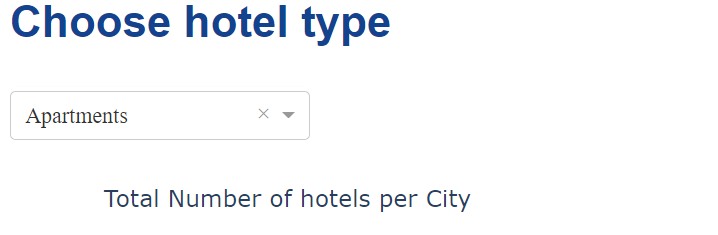 Choose hotel type
Apartments
Total Number of hotels per City